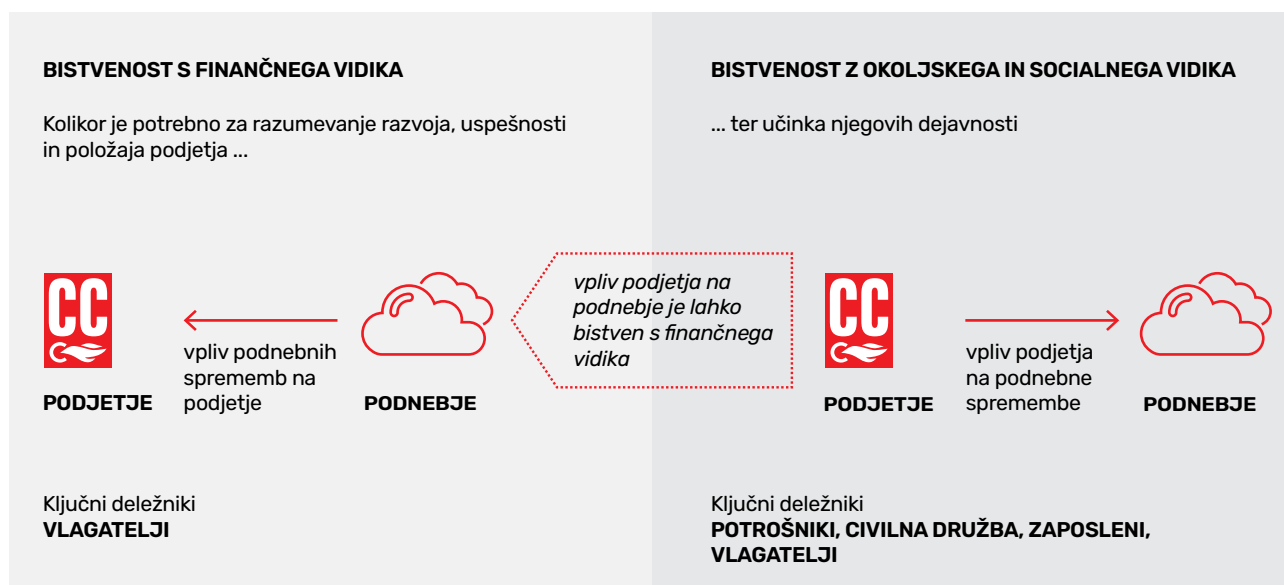 BISTVENOST S FINANČNEGA VIDIKA
Kolikor je potrebno za razumevanje razvoja, uspešnosti
in položaja podjetja ...
CC
PODJETJE
vpliv podnebnih
sprememb na
podjetje
PODNEBJE
Ključni deležniki
VLAGATELJI
vpliv podjetja na
podnebje je lahko
bistven s finančnega
vidika
BISTVENOST Z OKOLJSKEGA IN SOCIALNEGA VIDIKA
... ter učinka njegovih dejavnosti
CC
PODJETJE
vpliv podjetja
na podnebne
spremembe
PODNEBJE
Ključni deležniki
POTROŠNIKI, CIVILNA DRUŽBA, ZAPOSLENI,
VLAGATELJI